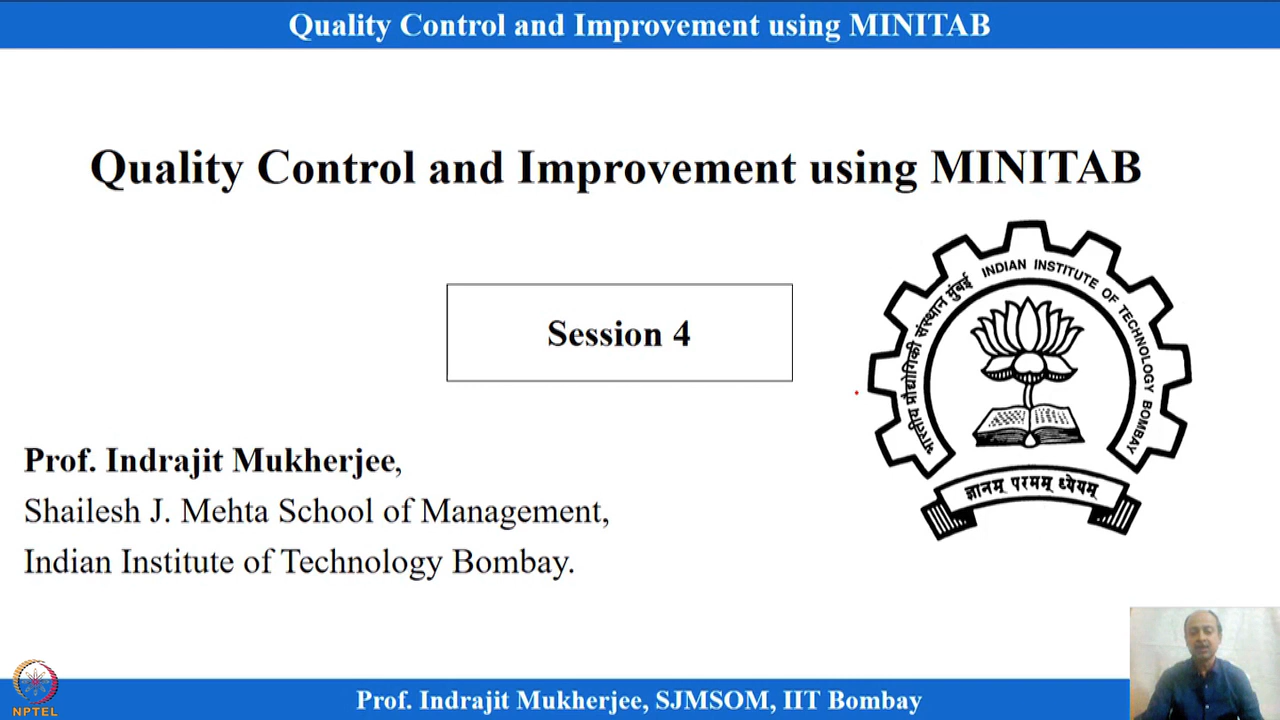 Quality Control and Improvement using MINITAB
Quality Control and Improvement using MINITAB
Session 4
भारतीय प्रौद्योगिकी संस्थान मुंबई
INDIAN INSTITUTE OF TECHNOLOGY BOMBAY
ज्ञानम् परमम् ध्येयम्
Prof. Indrajit Mukherjee,
Shailesh J. Mehta School of Management,
Indian Institute of Technology Bombay.
NPTEL
Prof. Indrajit Mukherjee, SJMSOM, IIT Bombay